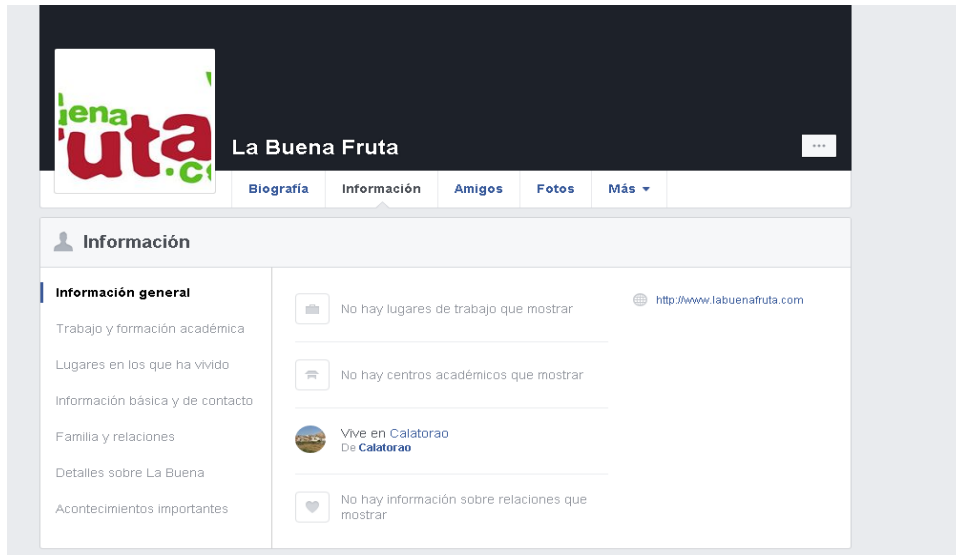 uena
ruta
.c
La Buena Fruta
...
Biografía
Información
Amigos
Fotos
Más
Información
Información general
Trabajo y formación académica
Lugares en los que ha vivido
Información básica y de contacto
Familia y relaciones
Detalles sobre La Buena
Acontecimientos importantes
No hay lugares de trabajo que mostrar
No hay centros académicos que mostrar
Vive en Calatorao
De Calatorao
No hay información sobre relaciones que
mostrar
http://www.labuenafruta.com